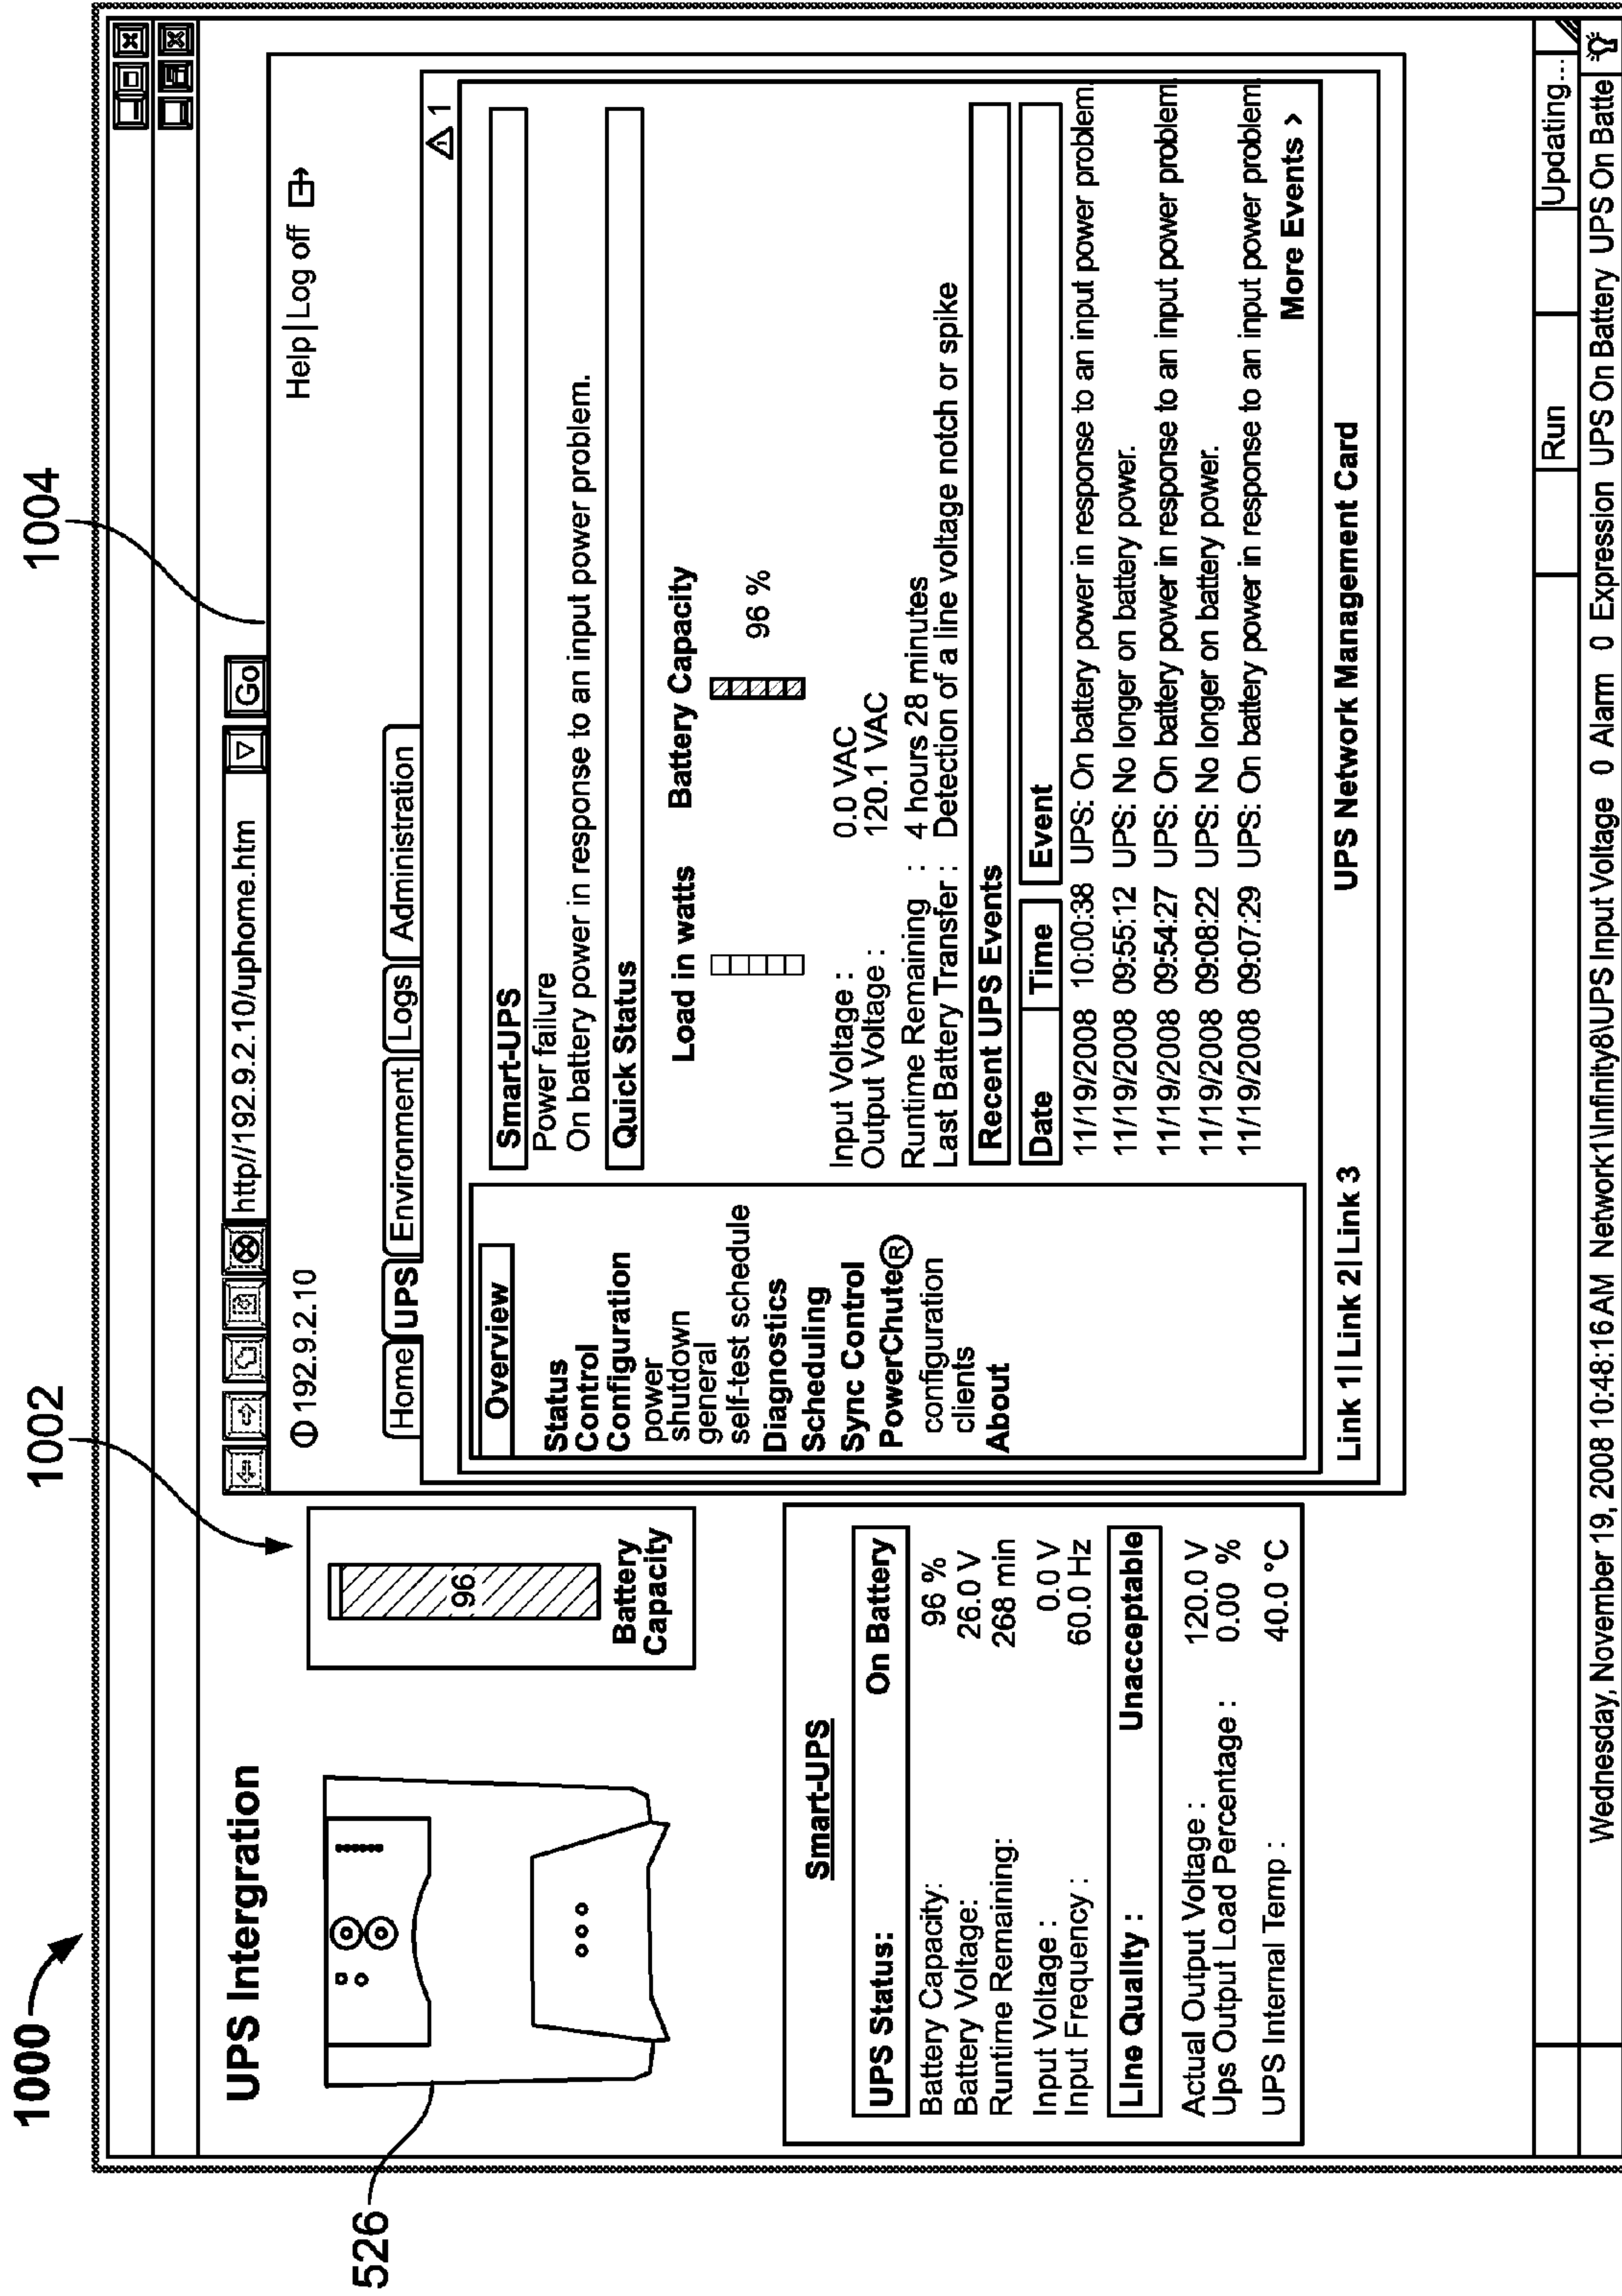 1000
1002
1004
526
UPS Intergration
96
Battery
Capacity
Smart-UPS
UPS Status: On Battery
Battery Capacity: 96 %
Battery Voltage: 26.0 V
Runtime Remaining: 268 min
Input Voltage : 0.0 V
Input Frequency : 60.0 Hz
LIne Quality : Unacceptable
Actual Output Voltage : 120.0 V
Ups Output Load Percentage : 0.00 %
UPS Internal Temp : 40.0 °C
http//192.9.2.10/uphome.htm Go
192.9.2.10 Help|Log off
Home UPS Environment Logs Administration
1
Overview
Status
Control
Configuration
power
shutdown
general
self-test schedule
Diagnostics
Scheduling
Sync Control
PowerChute®
configuration
clients
About
Smart-UPS
Power failure
On battery power in response to an input power problem.
Quick Status
Load in watts Battery Capacity
96 %
Input Voltage : 0.0 VAC
Output Voltage : 120.1 VAC
Runtime Remaining : 4 hours 28 minutes
Last Battery Transfer : Detection of a line voltage notch or spike
Recent UPS Events
Date Time Event
11/19/2008 10:00:38 UPS: On battery power in response to an input power problem.
11/19/2008 09:55:12 UPS: No longer on battery power.
11/19/2008 09:54:27 UPS: On battery power in response to an input power problem.
11/19/2008 09:08:22 UPS: No longer on battery power.
11/19/2008 09:07:29 UPS: On battery power in response to an input power problem.
More Events >
Link 1| Link 2| Link 3 UPS Network Management Card
Run Updating...
Wednesday, November 19, 2008 10:48:16 AM Network1\Infinity8\UPS Input Voltage 0 Alarm 0 Expression UPS On Battery UPS On Batte